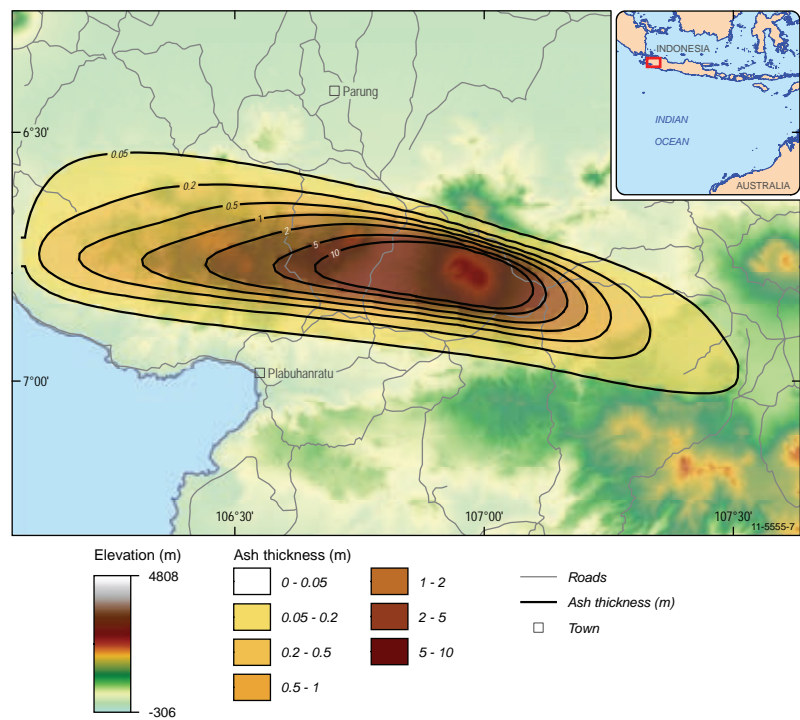 INDONESIA
INDIAN
OCEAN
AUSTRALIA
Parung
6°30'
0.05
0.2
0.5
1
2
5
10
7°00'
Plabuhanratu
106°30'
107°00'
107°30'
11-5555-7
Elevation (m)
4808
-306
Ash thickness (m)
0 - 0.05
0.05 - 0.2
0.2 - 0.5
0.5 - 1
1 - 2
2 - 5
5 - 10
Roads
Ash thickness (m)
Town